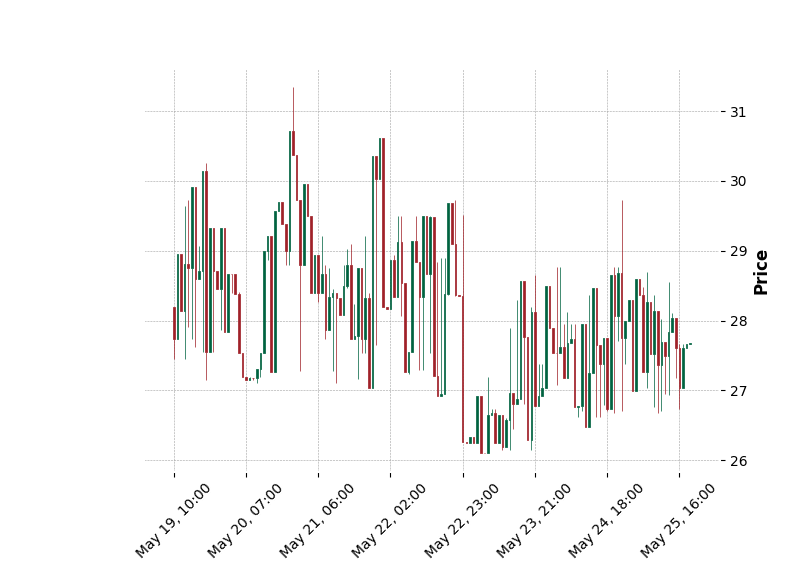 31
30
29
28
27
26
Price
May 19, 10:00
May 20, 07:00
May 21, 06:00
May 22, 02:00
May 22, 23:00
May 23, 21:00
May 24, 18:00
May 25, 16:00